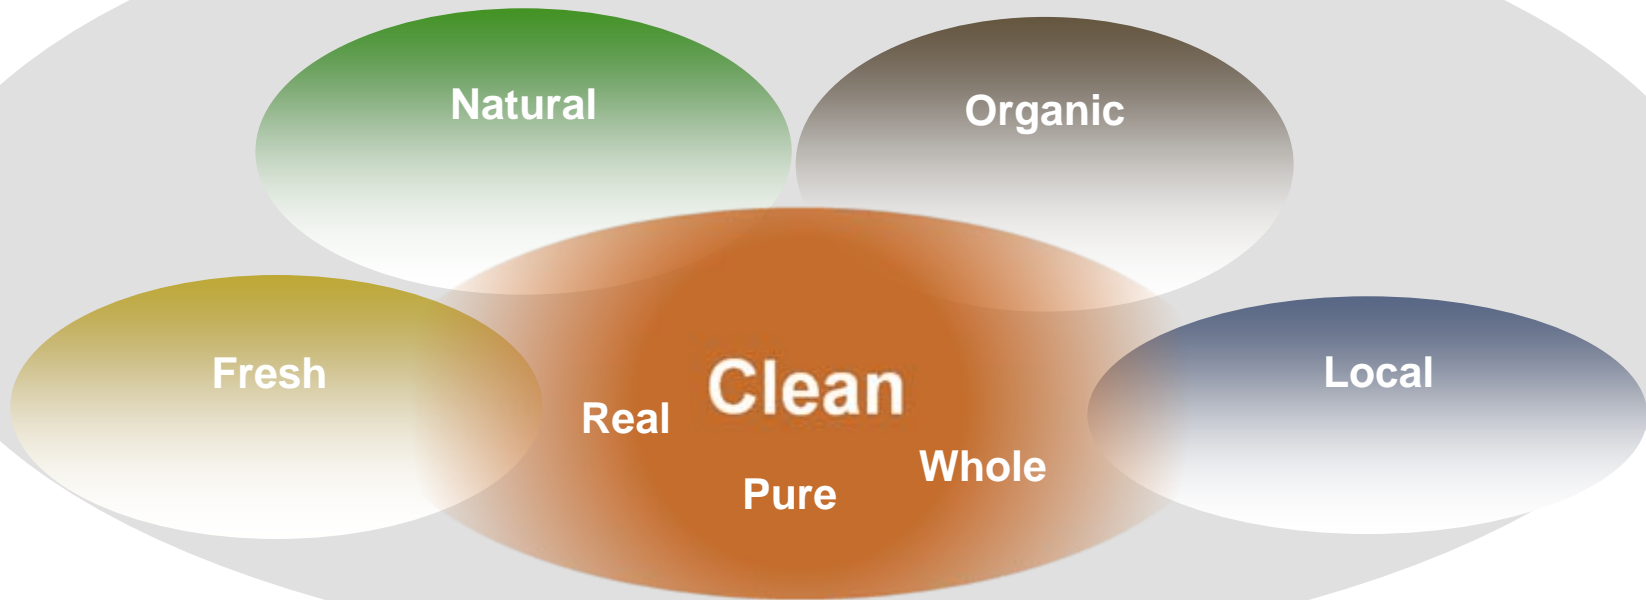 Natural
Organic
Fresh
Local
Clean
Real
Whole
Pure